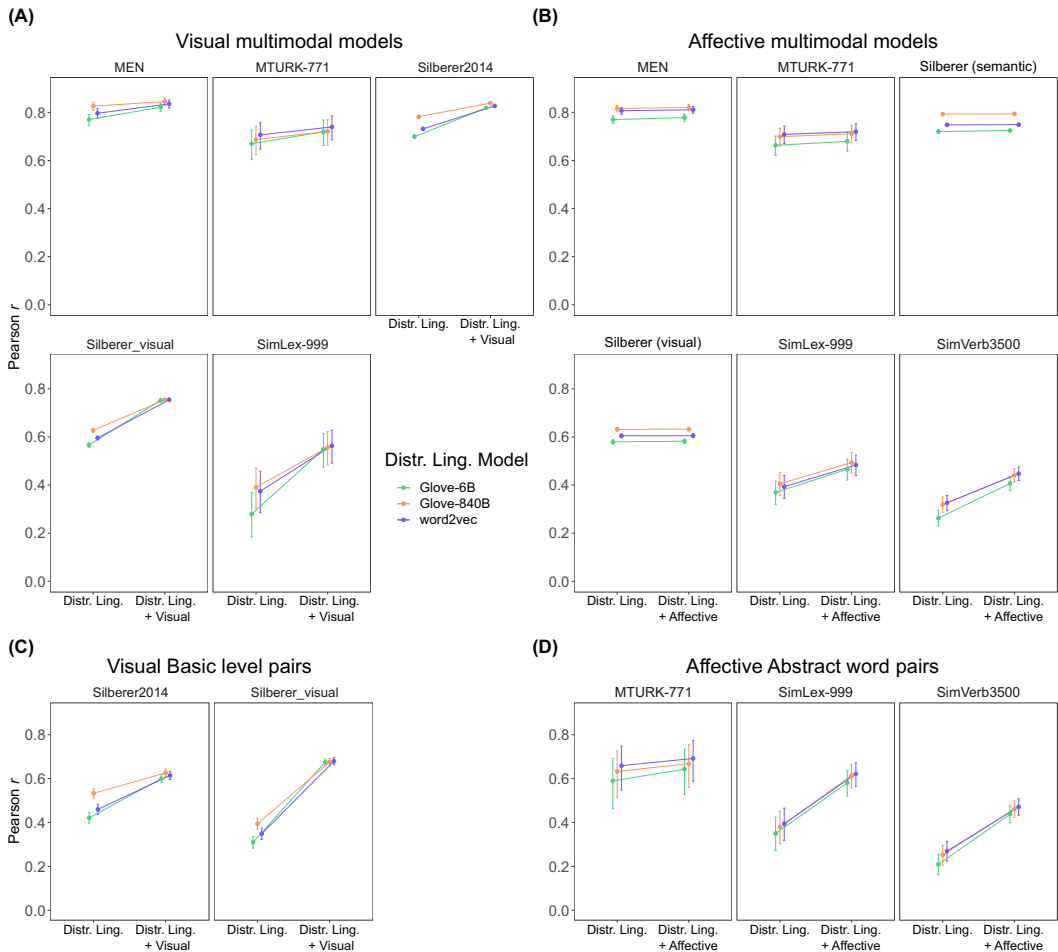 (A)
Visual multimodal models
MEN
MTURK-771
Silberer2014
0.8
0.6
0.4
0.2
0.0
Distr. Ling.
Distr. Ling.
+ Visual
Pearson r
Silberer_visual
SimLex-999
0.8
0.6
0.4
0.2
0.0
Distr. Ling.
Distr. Ling.
+ Visual
Distr. Ling.
Distr. Ling.
+ Visual
Distr. Ling. Model
Glove-6B
Glove-840B
word2vec
(B)
Affective multimodal models
MEN
MTURK-771
Silberer (semantic)
0.8
0.6
0.4
0.2
0.0
Silberer (visual)
SimLex-999
SimVerb3500
0.8
0.6
0.4
0.2
0.0
Distr. Ling.
Distr. Ling.
+ Affective
Distr. Ling.
Distr. Ling.
+ Affective
Distr. Ling.
Distr. Ling.
+ Affective
(C)
Visual Basic level pairs
Silberer2014
Silberer_visual
Pearson r
0.8
0.6
0.4
0.2
0.0
Distr. Ling.
Distr. Ling.
+ Visual
Distr. Ling.
Distr. Ling.
+ Visual
(D)
Affective Abstract word pairs
MTURK-771
SimLex-999
SimVerb3500
0.8
0.6
0.4
0.2
0.0
Distr. Ling.
Distr. Ling.
+ Affective
Distr. Ling.
Distr. Ling.
+ Affective
Distr. Ling.
Distr. Ling.
+ Affective